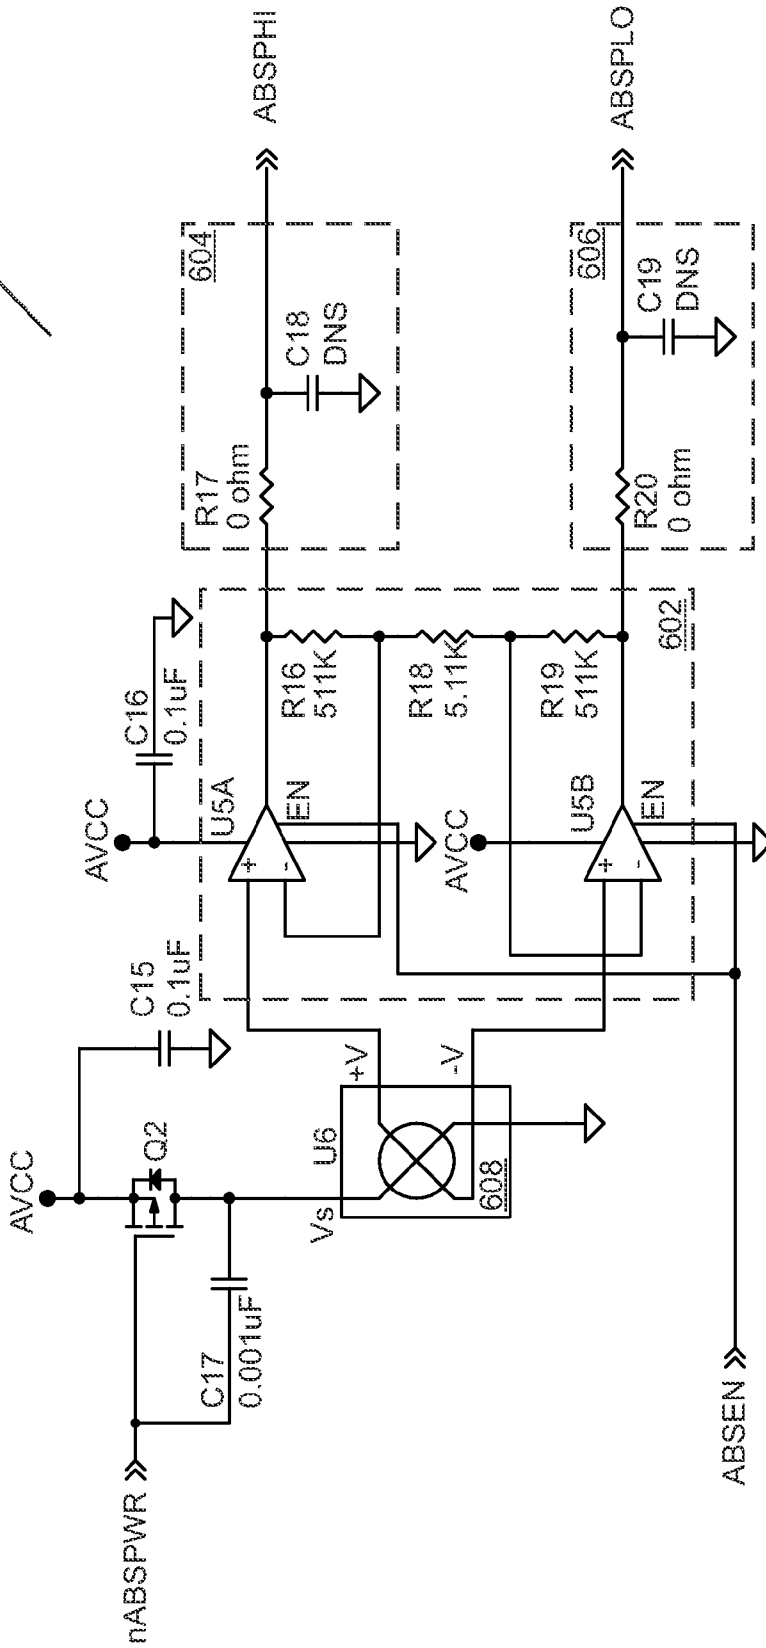 nABSPWR
AVCC
Q2
C15
0.1uF
C17
0.001uF
Vs
U6
608
+V
-V
ABSEN
AVCC
C16
0.1uF
U5A
+
-
EN
AVCC
U5B
+
-
EN
R16
511K
R18
5.11K
R19
511K
602
604
R17
0 ohm
C18
DNS
ABSPHI
606
R20
0 ohm
C19
DNS
ABSPLO